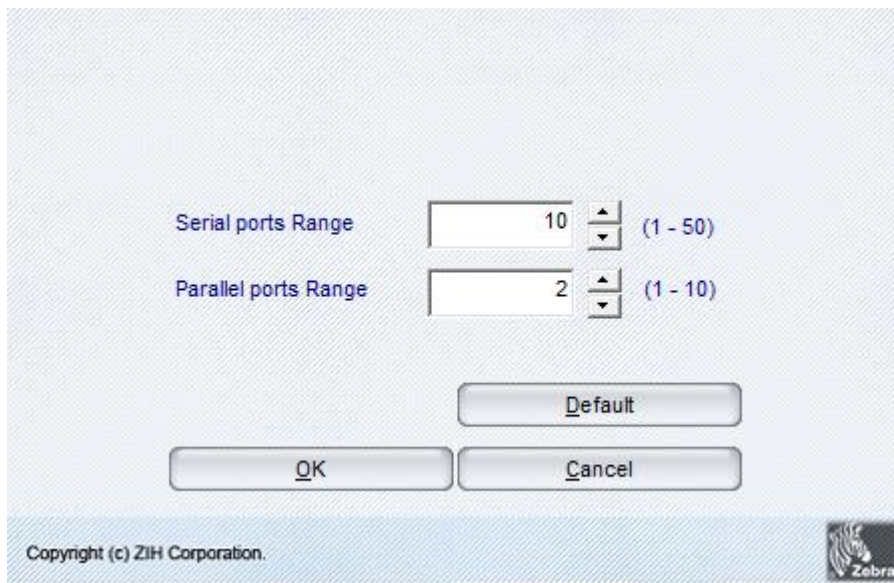 Serial ports Range 10 (1 - 50)
Parallel ports Range 2 (1 - 10)
Default
OK Cancel
Copyright (c) ZIH Corporation.
Zebra